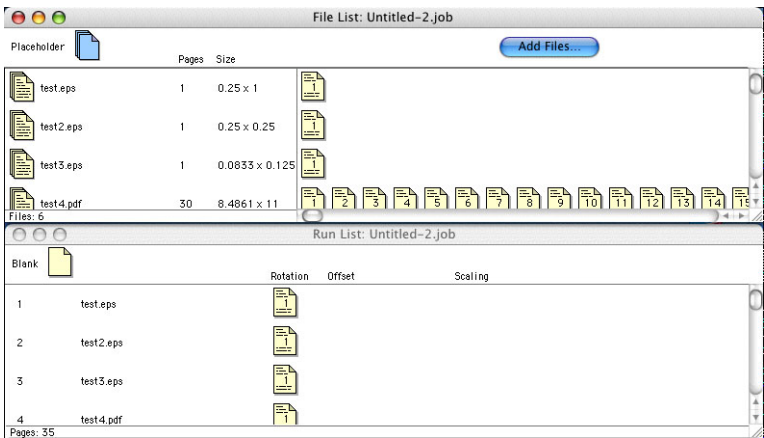 File List: Untitled-2.job
Placeholder
Add Files...
Pages Size
test.eps 1 0.25 x 1 1
test2.eps 1 0.25 x 0.25 1
test3.eps 1 0.0833 x 0.125 1
test4.pdf 30 8.4861 x 11 1 2 3 4 5 6 7 8 9 10 11 12 13 14 15
Files: 6
Run List: Untitled-2.job
Blank
Rotation Offset Scaling
1 test.eps 1
2 test2.eps 1
3 test3.eps 1
4 test4.pdf 1
Pages: 35